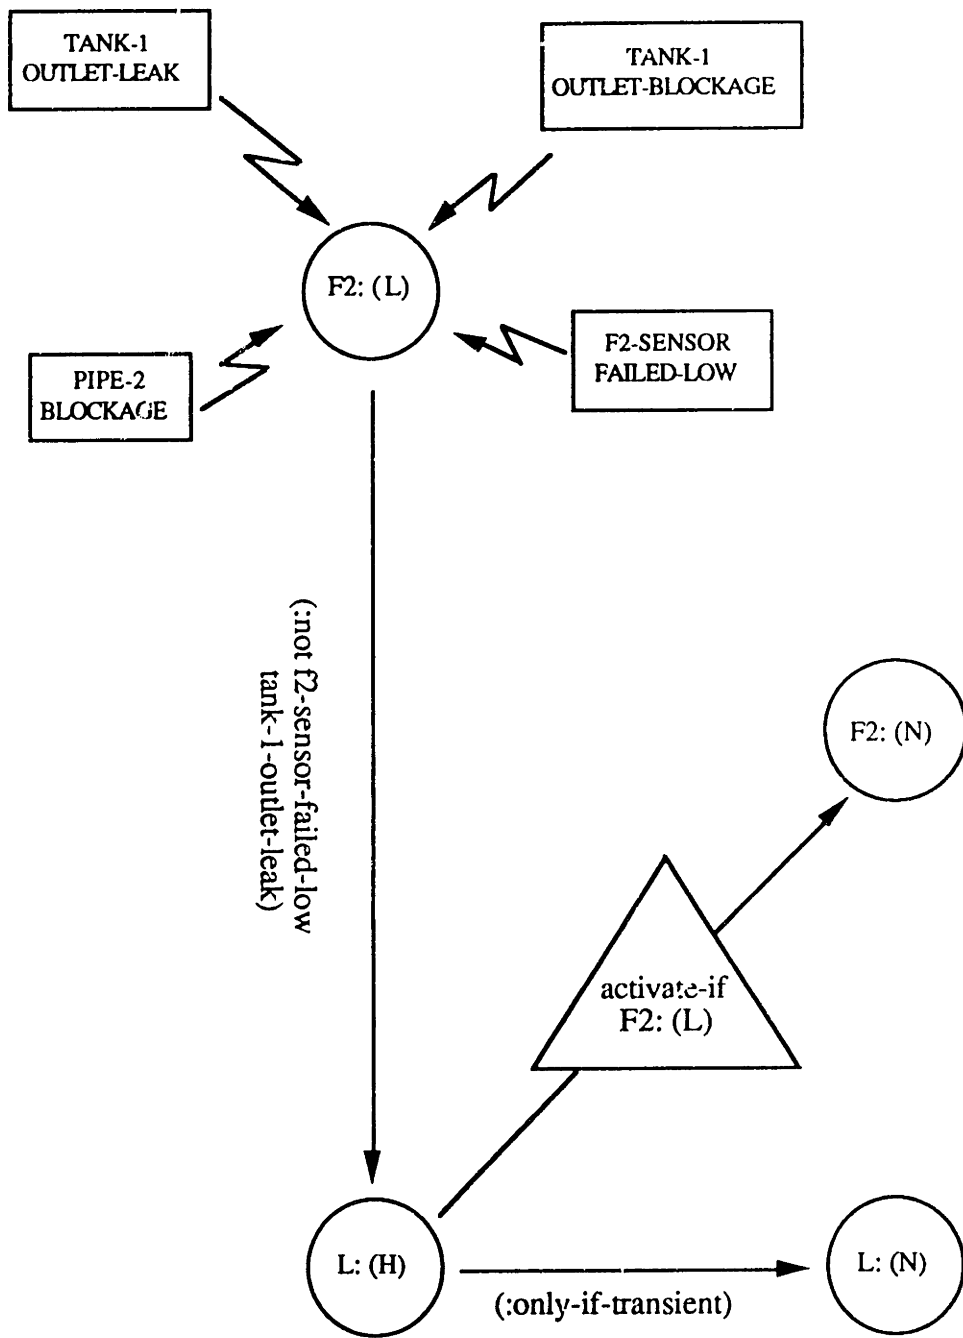 TANK-1
OUTLET-LEAK
TANK-1
OUTLET-BLOCKAGE
F2: (L)
F2-SENSOR
FAILED-LOW
PIPE-2
BLOCKAGE
(:not f2-sensor-failed-low
tank-1-outlet-leak)
F2: (N)
activate-if
F2: (L)
L: (H)
L: (N)
(:only-if-transient)